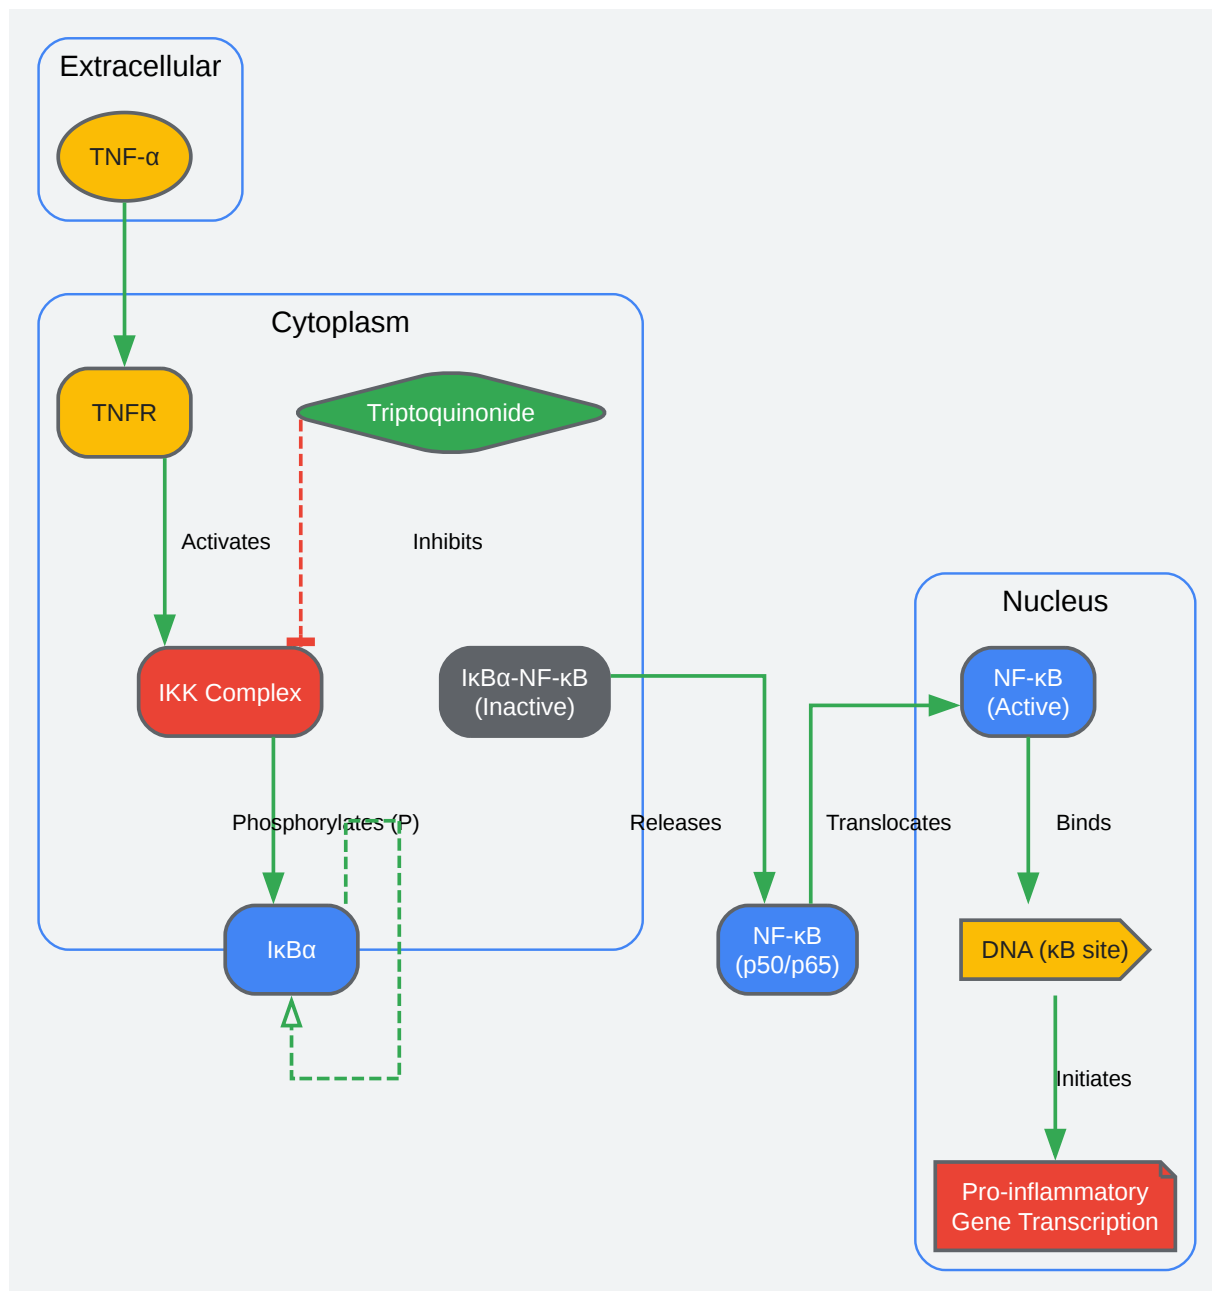 Extracellular
TNF-α
Cytoplasm
TNFR
Triptoquinonide
Activates
Inhibits
Nucleus
IKK Complex
IκBα-NF-κB
(Inactive)
NF-κB
(Active)
Phosphorylates (P)
Releases
Translocates
Binds
IκBα
NF-κB
(p50/p65)
DNA (κB site)
Initiates
Pro-inflammatory
Gene Transcription